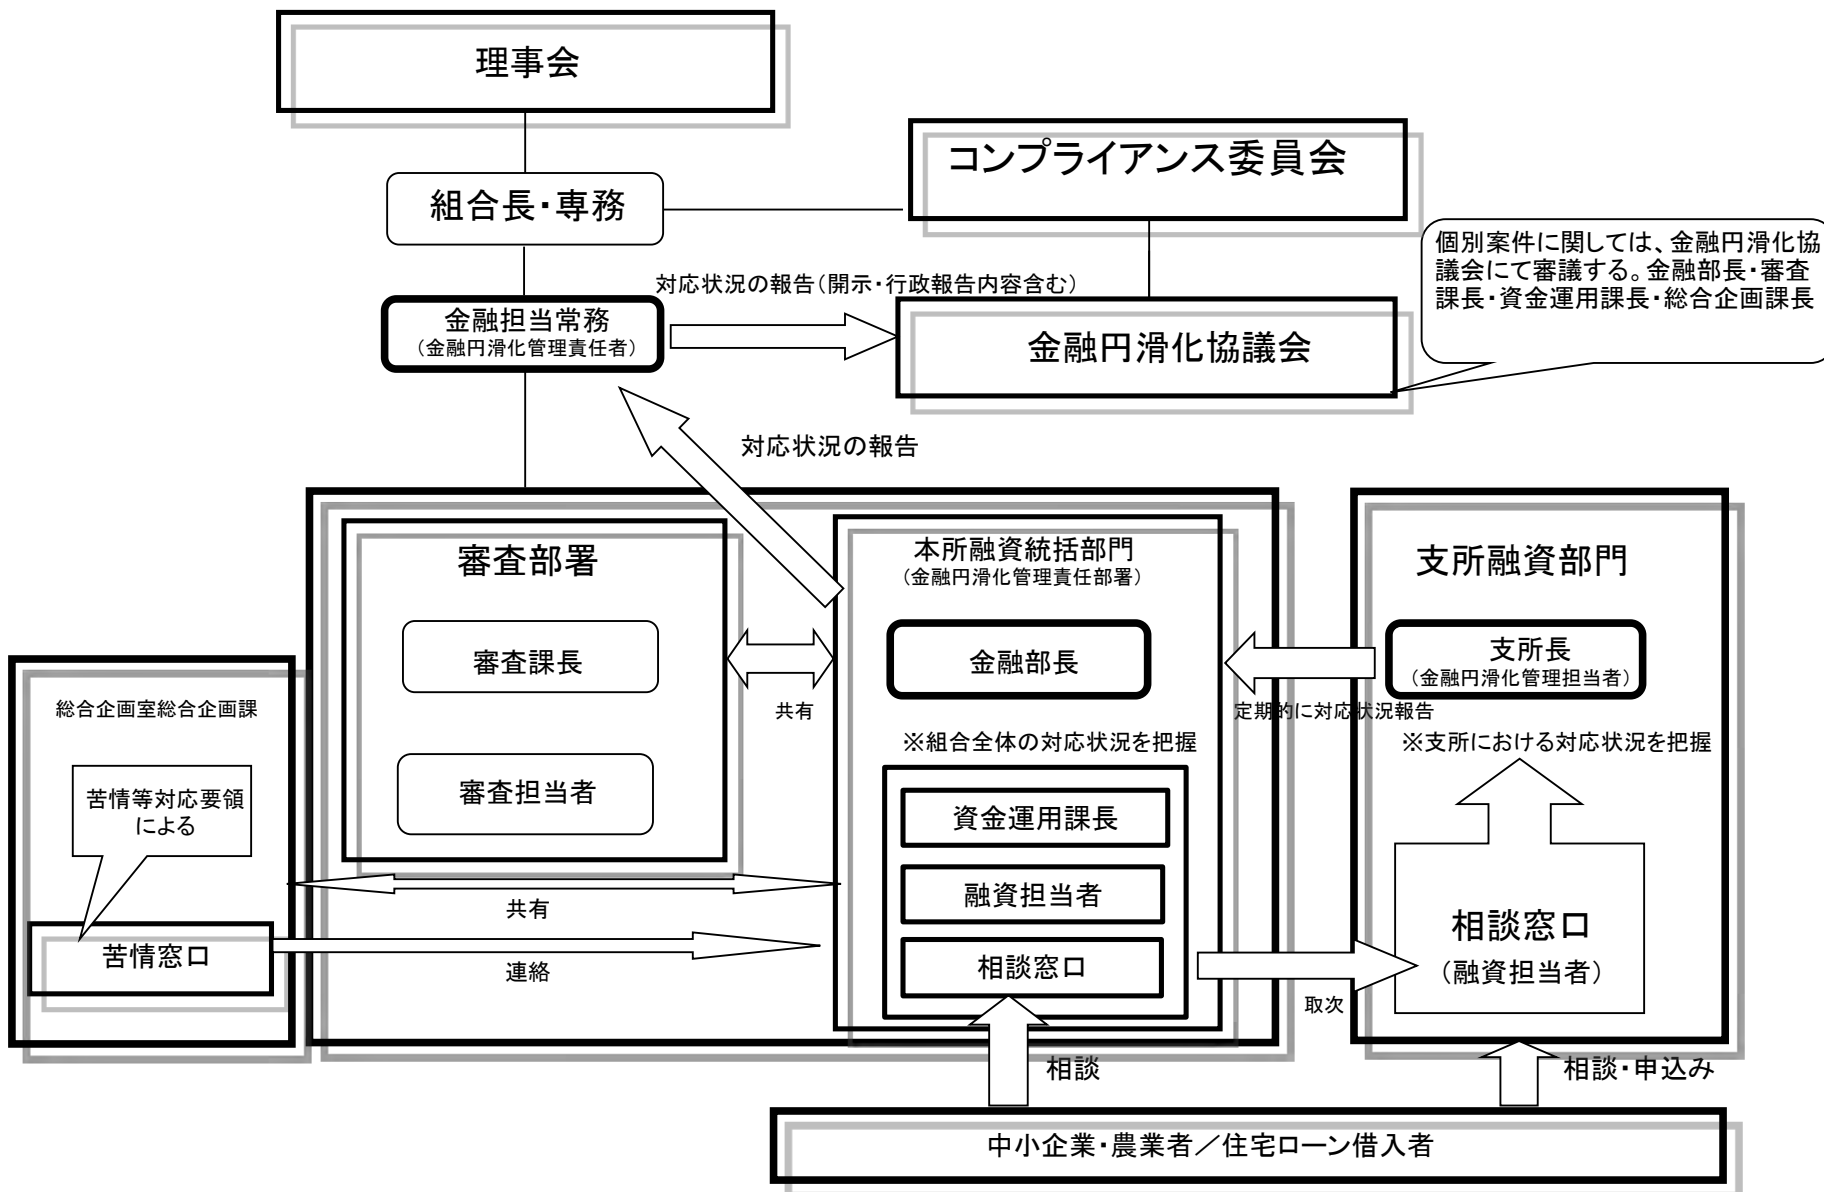 理事会
コンプライアンス委員会
組合長・専務
個別案件に関しては、金融円滑化協
議会にて審議する。金融部長・審査
課長・資金運用課長・総合企画課長
対応状況の報告（開示・行政報告内容含む）
金融担当常務
（金融円滑化管理責任者）
金融円滑化協議会
対応状況の報告
審査部署
本所融資統括部門
（金融円滑化管理責任部署）
支所融資部門
審査課長
金融部長
支所長
（金融円滑化管理担当者）
総合企画室総合企画課
共有
定期的に対応状況報告
※組合全体の対応状況を把握
※支所における対応状況を把握
苦情等対応要領
による
審査担当者
資金運用課長
融資担当者
共有
相談窓口
（融資担当者）
苦情窓口
連絡
相談窓口
取次
相談
相談・申込み
中小企業・農業者／住宅ローン借入者